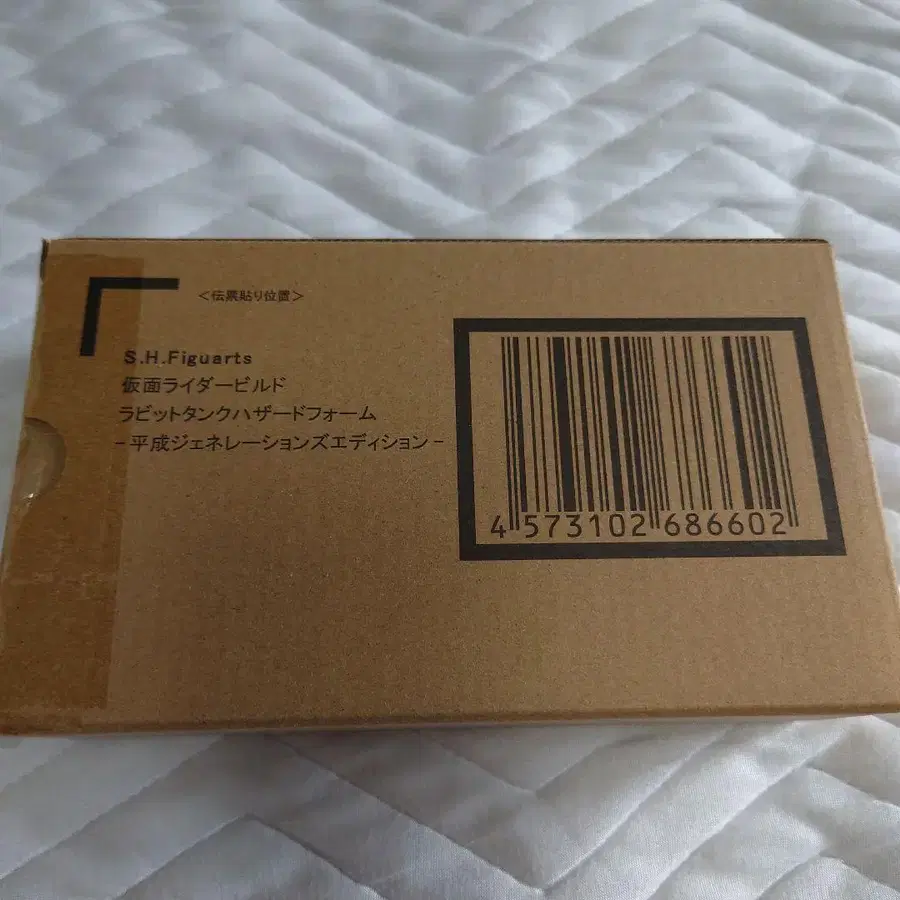 <伝票貼り位置>
S.H.Figuarts
仮面ライダービルド
ラビットタンクハザードフォーム
-平成ジェネレーションズエディション-
4 573102 686602